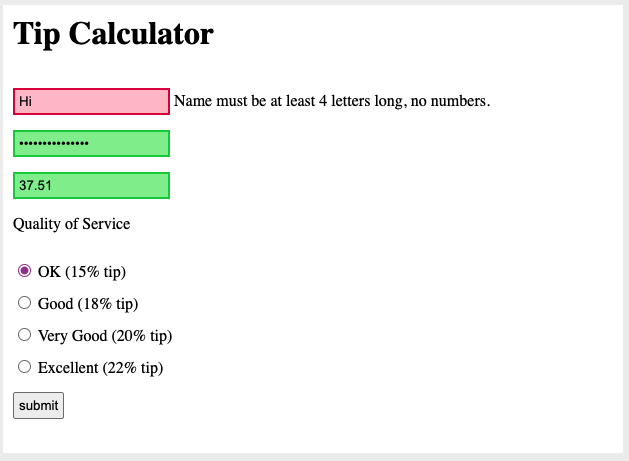 Tip Calculator
Hi Name must be at least 4 letters long, no numbers.
•••••••••••••••
37.51
Quality of Service
OK (15% tip)
Good (18% tip)
Very Good (20% tip)
Excellent (22% tip)
submit